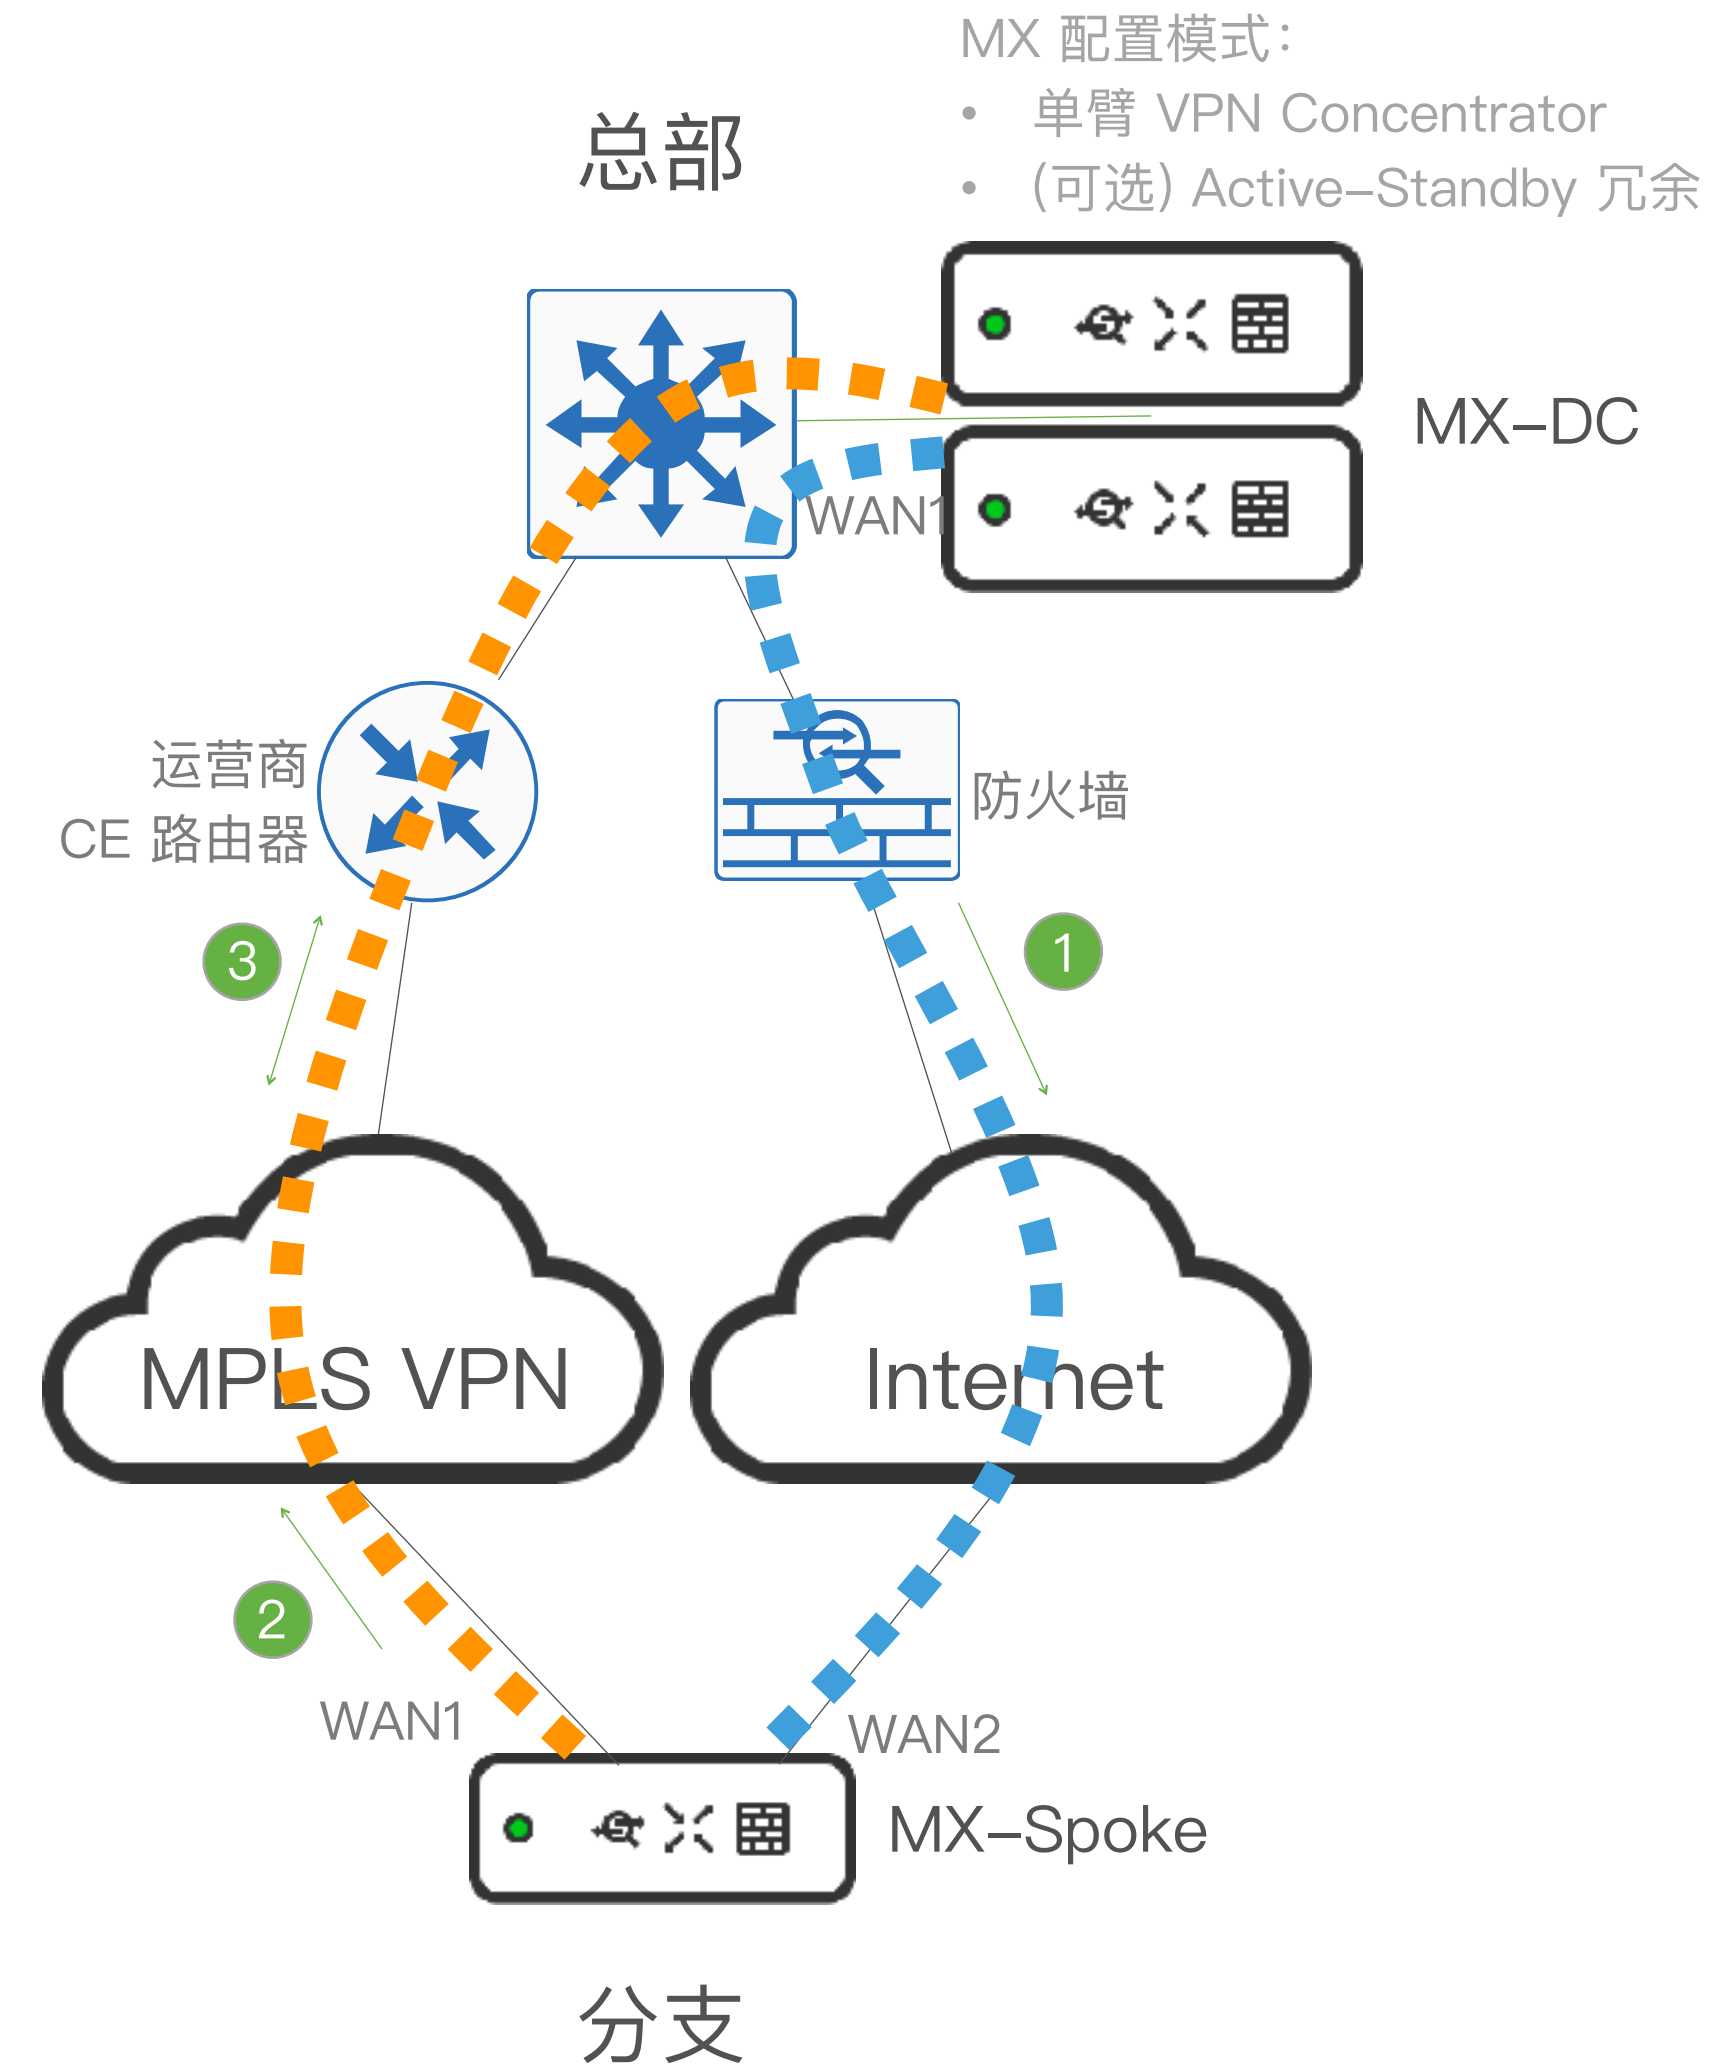 MX 配置模式：
• 单臂 VPN Concentrator
• (可选) Active-Standby 冗余
总部
MX-DC
WAN1
运营商
CE 路由器
防火墙
3
1
MPLS VPN
Internet
2
WAN1
WAN2
MX-Spoke
分支